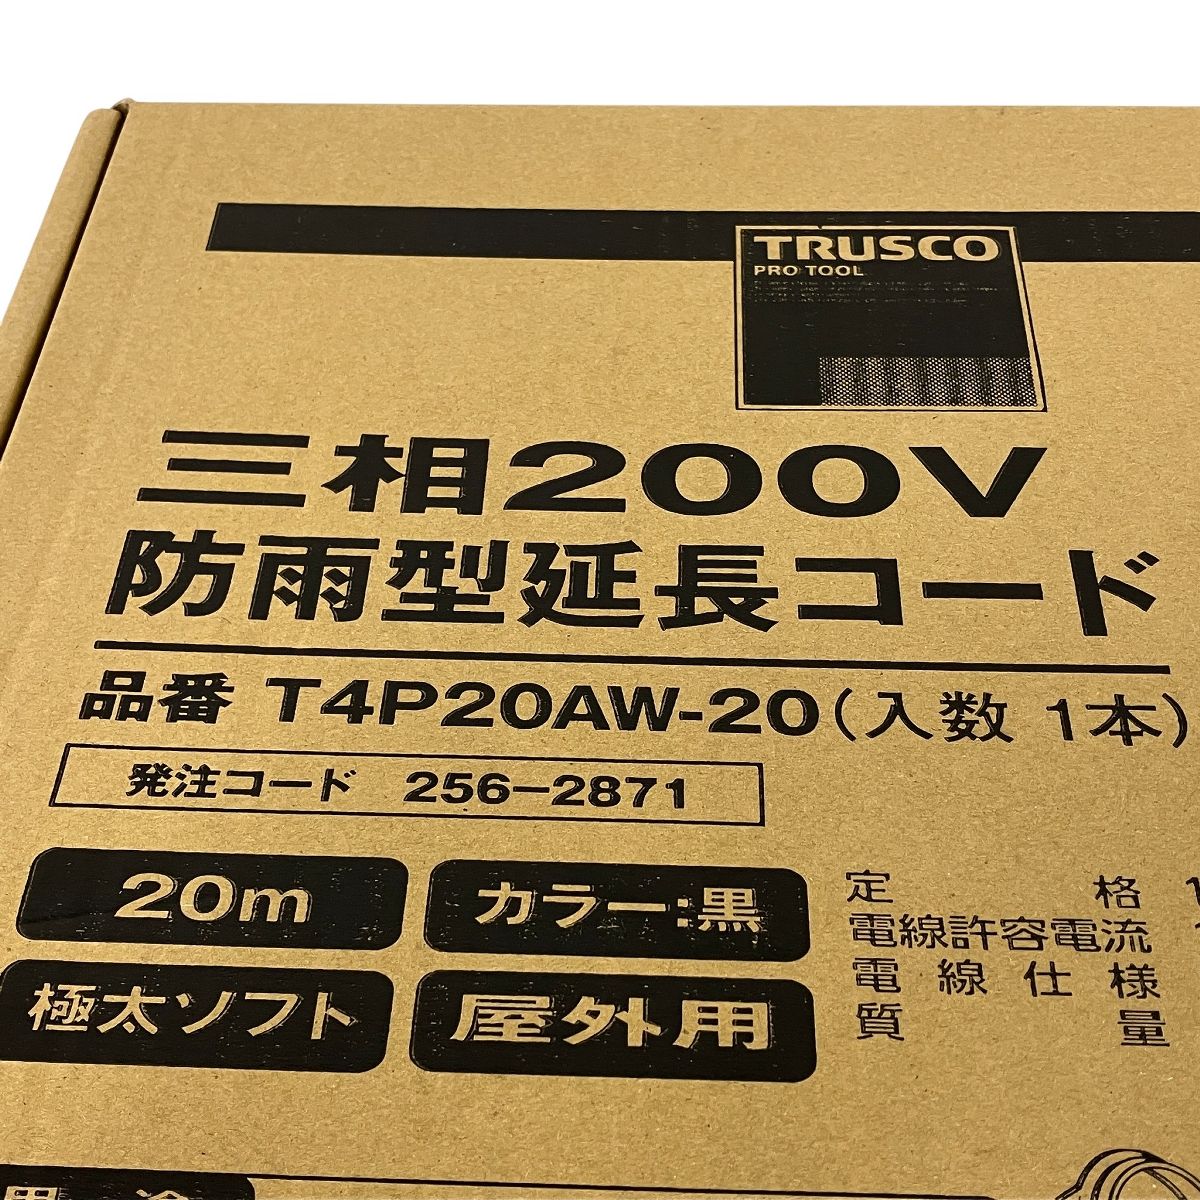 TRUSCO
PRO TOOL
三相200V
防雨型延長コード
品番 T4P20AW-20(入数 1本)
発注コード 256-2871
20m カラー:黒
極太ソフト 屋外用
定格
電線許容電流
電線仕様
質量